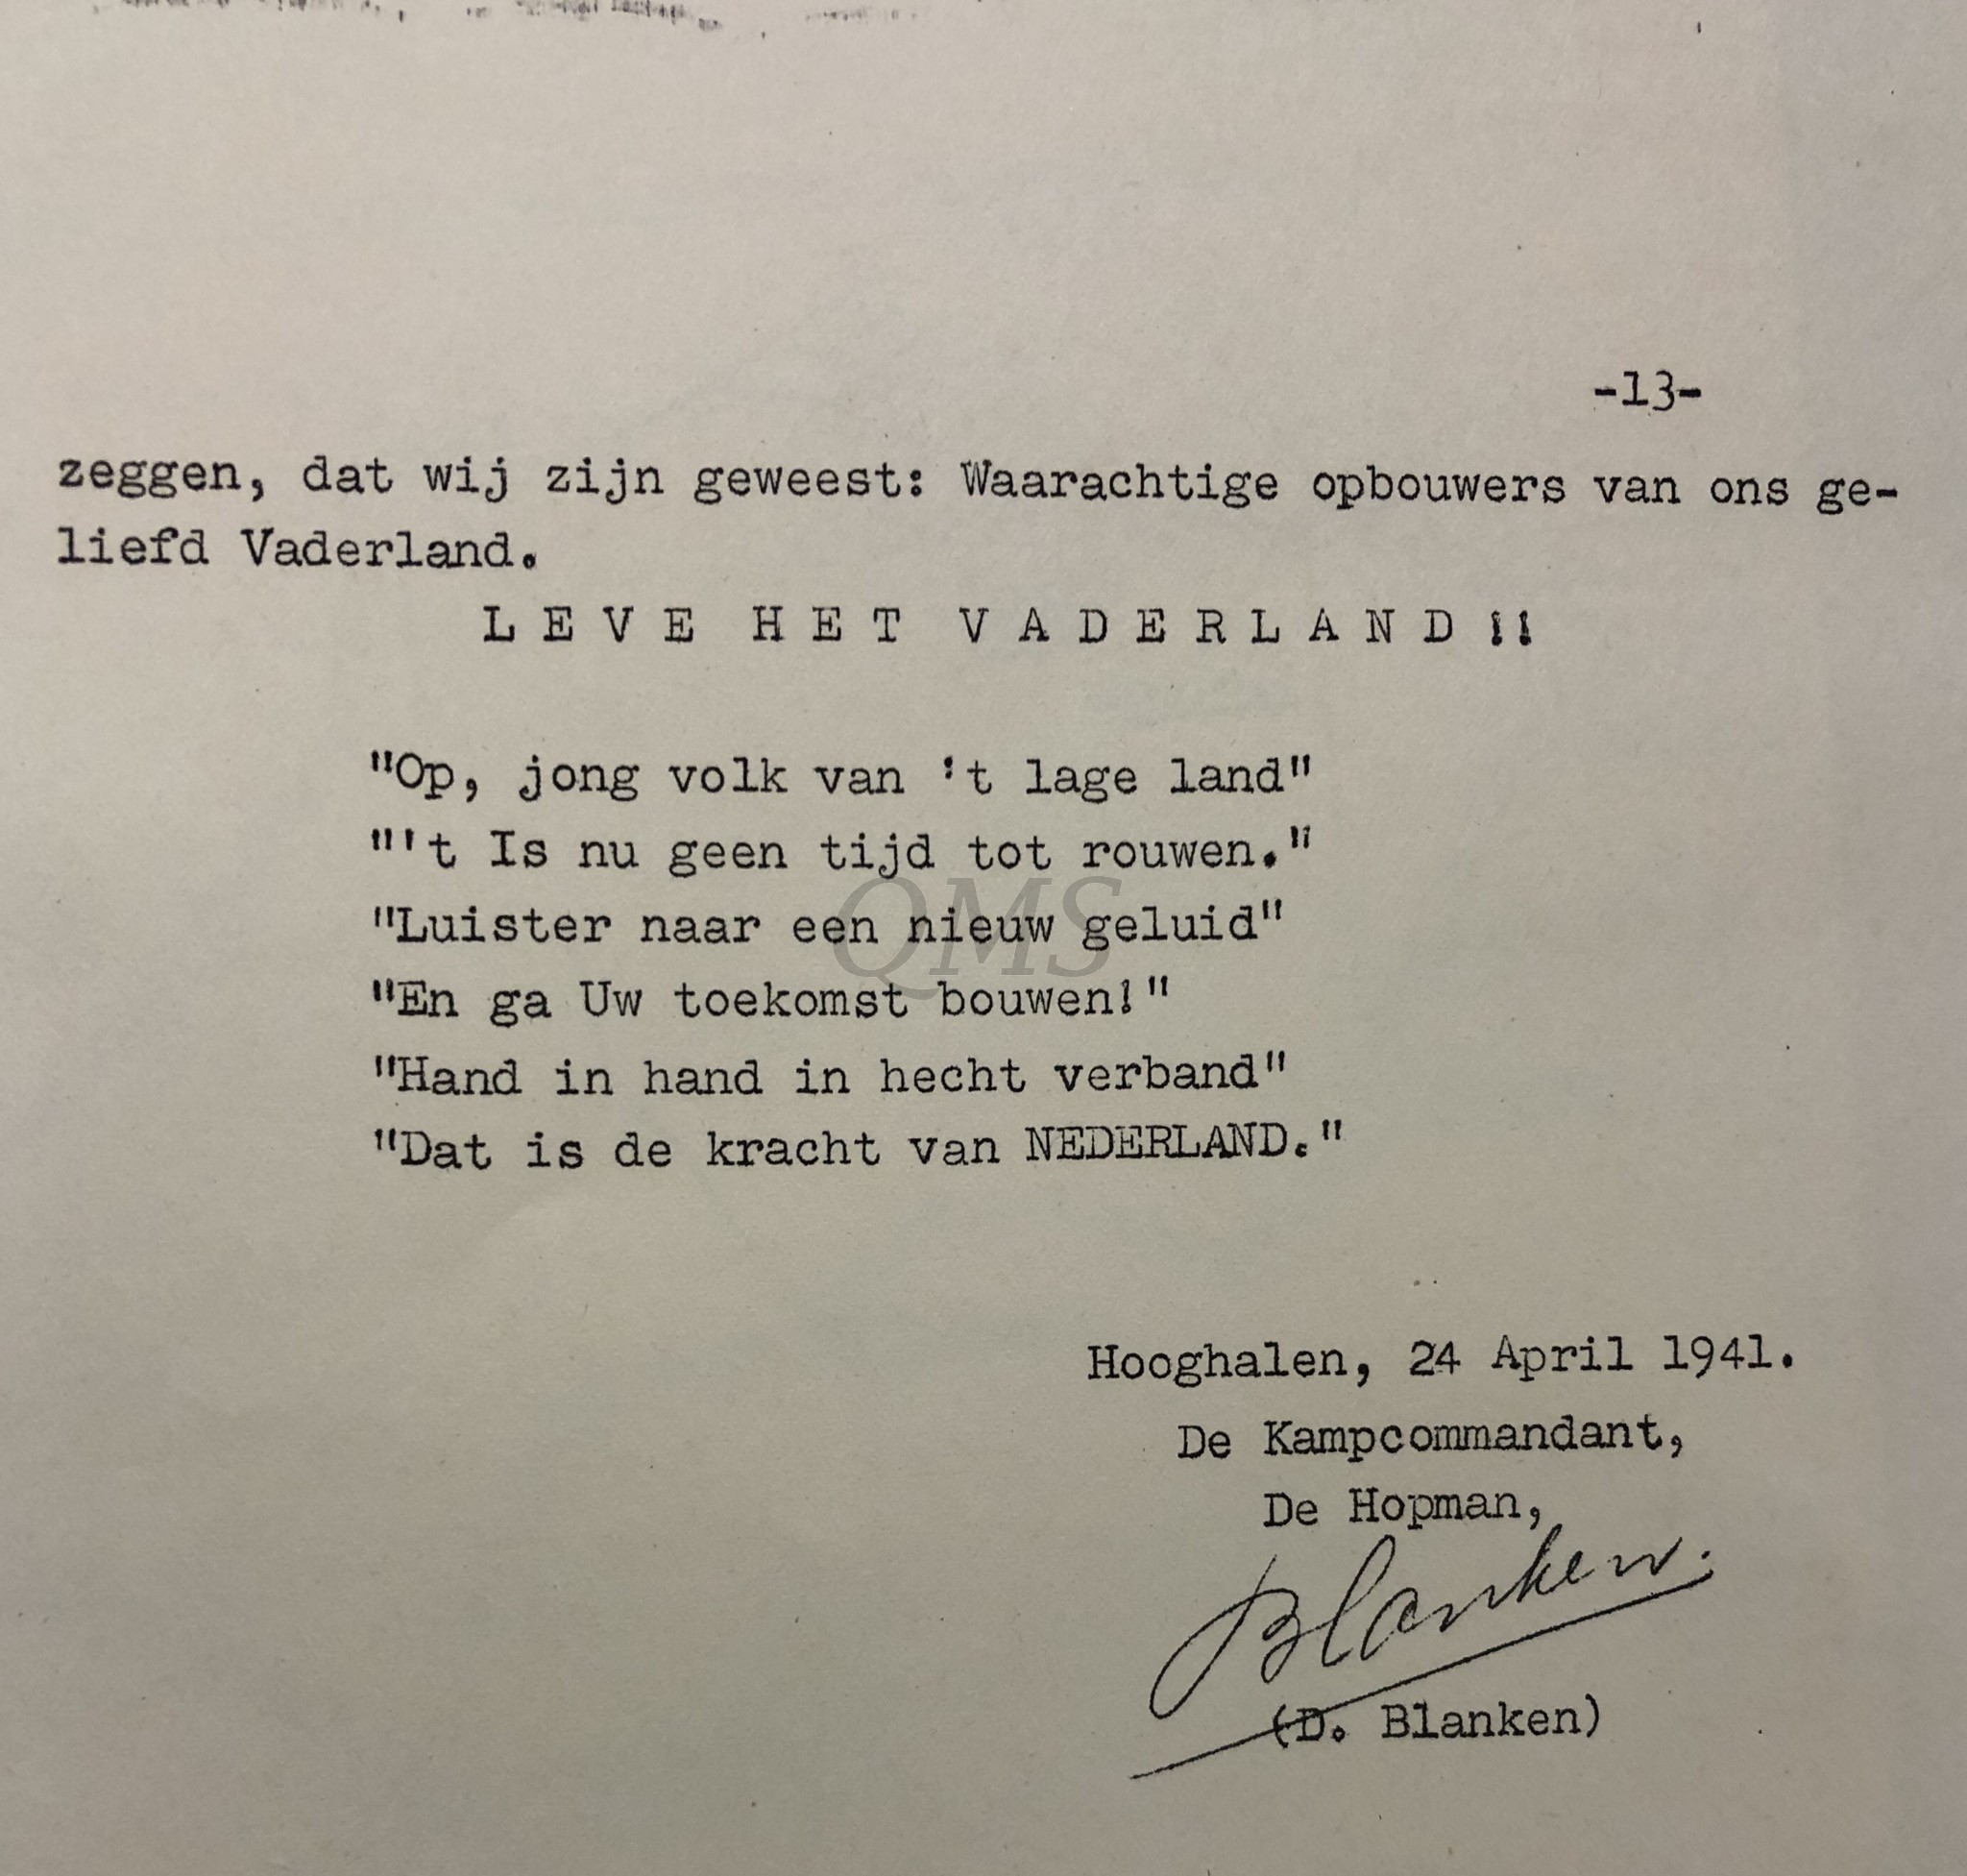 -13-
zeggen, dat wij zijn geweest: Waarachtige opbouwers van ons ge-
liefd Vaderland.
L E V E  H E T  V A D E R L A N D !!
"Op, jong volk van 't lage land"
"'t Is nu geen tijd tot rouwen."
"Luister naar een nieuw geluid"
QMS
"En ga Uw toekomst bouwen!"
"Hand in hand in hecht verband"
"Dat is de kracht van NEDERLAND."
Hooghalen, 24 April 1941.
De Kampcommandant,
De Hopman,
Blanken.
(D. Blanken)